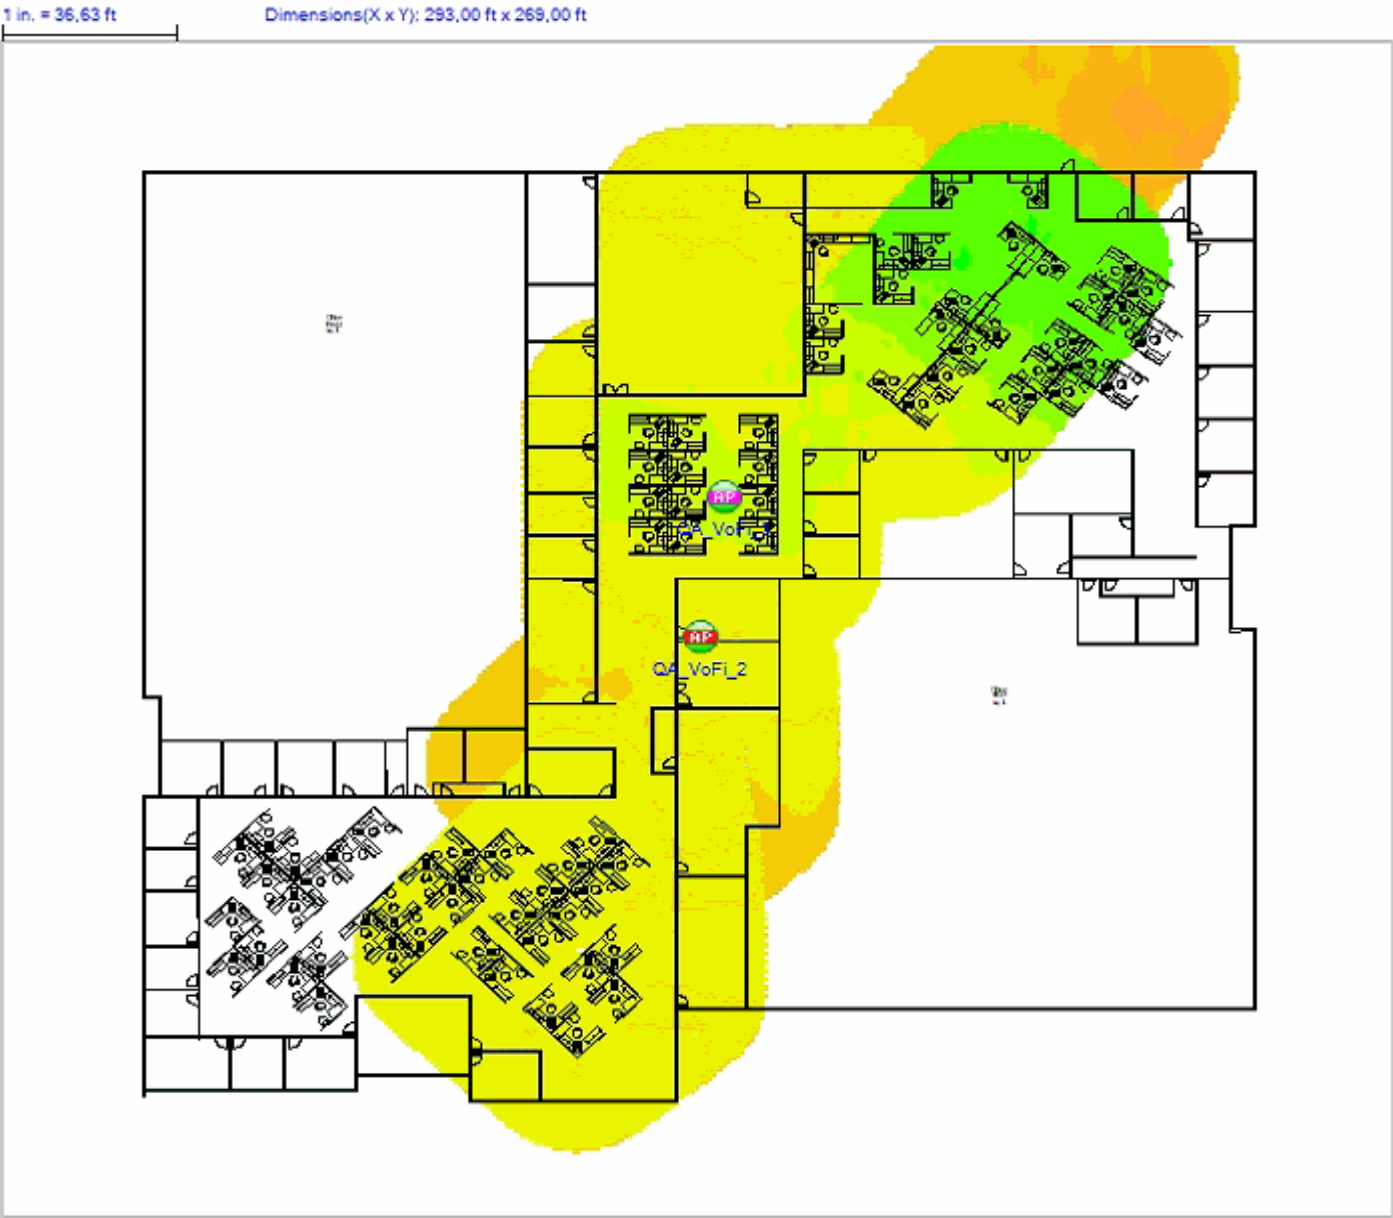 1 in. = 36,63 ft
Dimensions(X x Y): 293,00 ft x 269,00 ft
AP
AP
QA_VoFi_2